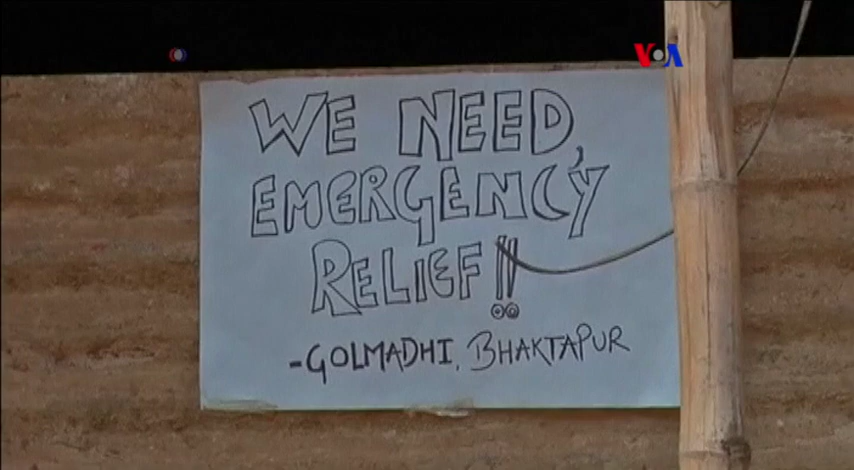 VOA
WE NEED,
EMERGENCY
RELIEF!!
-GOLMADHI, BHAKTAPUR